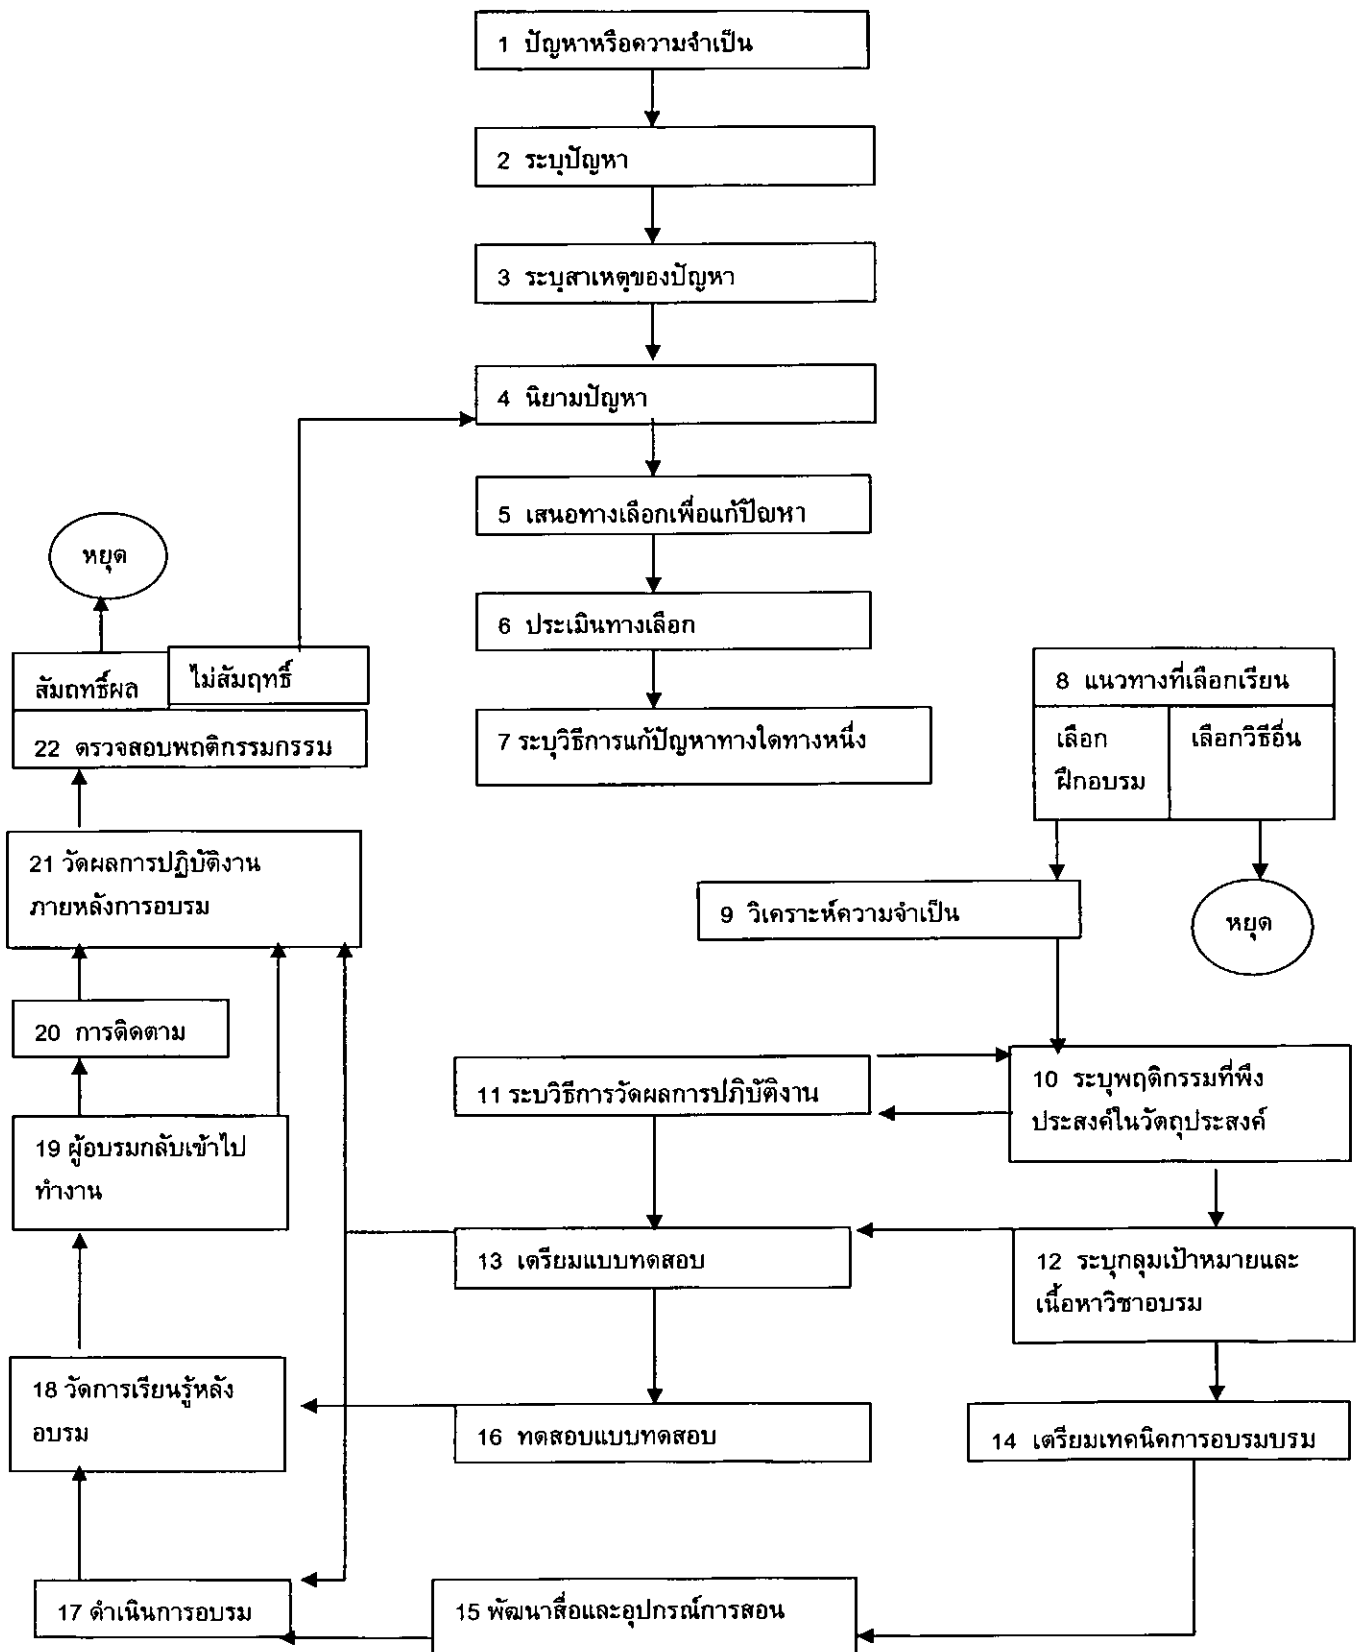 1 ปัญหาหรือความจำเป็น
2 ระบุปัญหา
3 ระบุสาเหตุของปัญหา
4 นิยามปัญหา
5 เสนอทางเลือกเพื่อแก้ปัญหา
หยุด
6 ประเมินทางเลือก
สัมฤทธิ์ผล
ไม่สัมฤทธิ์
22 ตรวจสอบพฤติกรรมกรรม
7 ระบุวิธีการแก้ปัญหาทางใดทางหนึ่ง
8 แนวทางที่เลือกเรียน
เลือก
ฝึกอบรม
เลือกวิธีอื่น
21 วัดผลการปฏิบัติงาน
ภายหลังการอบรม
9 วิเคราะห์ความจำเป็น
หยุด
20 การติดตาม
11 ระบุวิธีการวัดผลการปฏิบัติงาน
10 ระบุพฤติกรรมที่พึง
ประสงค์ในวัตถุประสงค์
19 ผู้อบรมกลับเข้าไป
ทำงาน
13 เตรียมแบบทดสอบ
12 ระบุกลุ่มเป้าหมายและ
เนื้อหาวิชาอบรม
18 วัดการเรียนรู้หลัง
อบรม
16 ทดสอบแบบทดสอบ
14 เตรียมเทคนิคการอบรมบรม
17 ดำเนินการอบรม
15 พัฒนาสื่อและอุปกรณ์การสอน